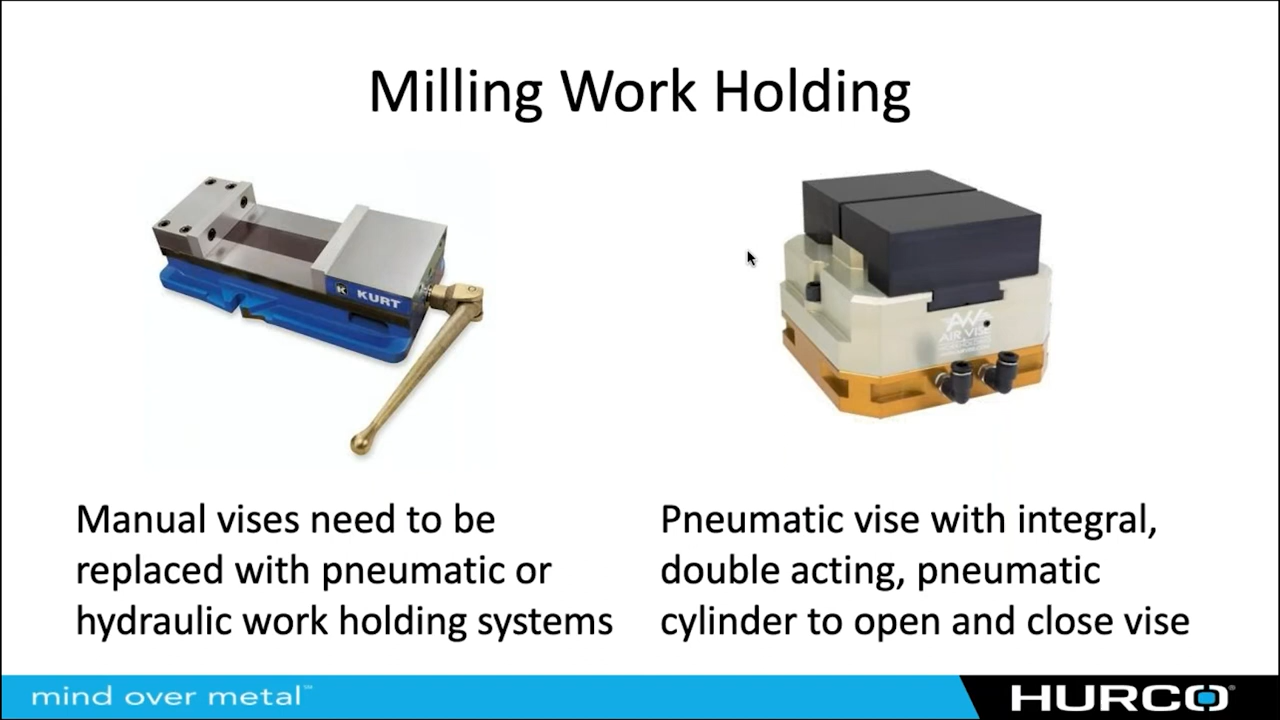 Milling Work Holding
KURT
AIR VISE
Manual vises need to be
replaced with pneumatic or
hydraulic work holding systems
Pneumatic vise with integral,
double acting, pneumatic
cylinder to open and close vise
mind over metal™
HURCO®